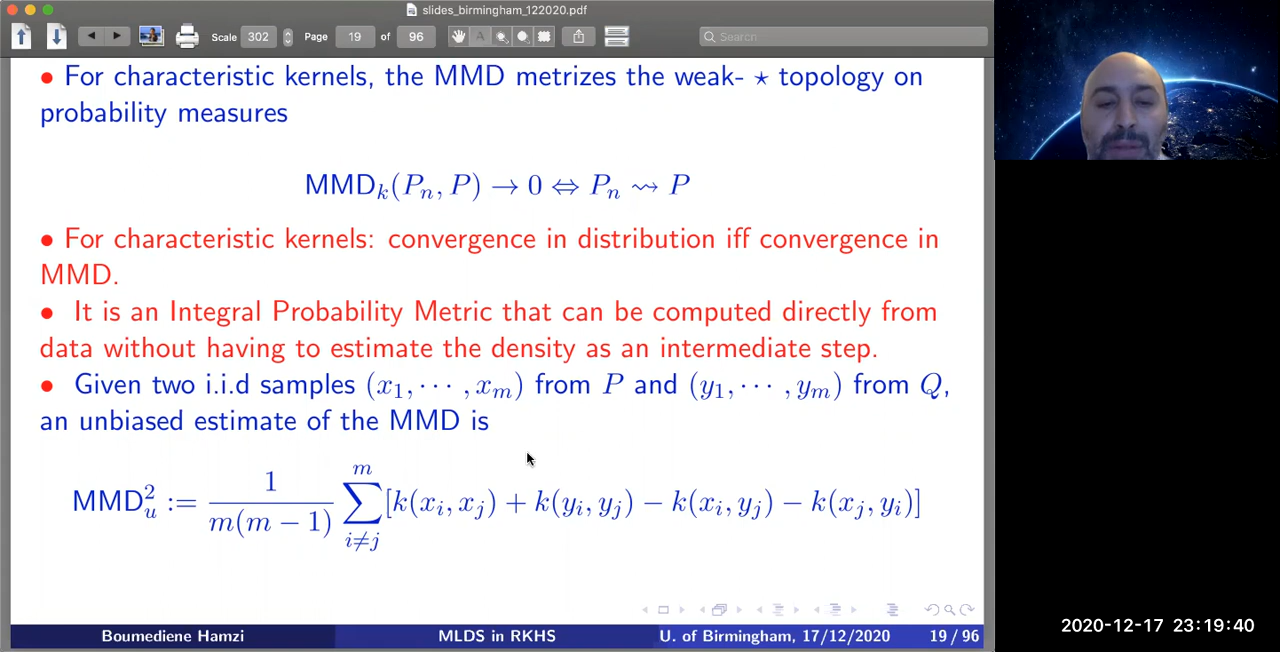 slides_birmingham_122020.pdf
Scale 302 Page 19 of 96 Search
• For characteristic kernels, the MMD metrizes the weak- ⋆ topology on
probability measures
MMD_k(P_n, P) → 0 ⇔ P_n ⇝ P
• For characteristic kernels: convergence in distribution iff convergence in
MMD.
• It is an Integral Probability Metric that can be computed directly from
data without having to estimate the density as an intermediate step.
• Given two i.i.d samples (x_1, ··· , x_m) from P and (y_1, ··· , y_m) from Q,
an unbiased estimate of the MMD is
MMD_u^2 := \frac{1}{m(m − 1)} \sum_{i≠j}^{m} [k(x_i, x_j) + k(y_i, y_j) − k(x_i, y_j) − k(x_j, y_i)]
Boumediene Hamzi MLDS in RKHS U. of Birmingham, 17/12/2020 19 / 96
2020-12-17 23:19:40